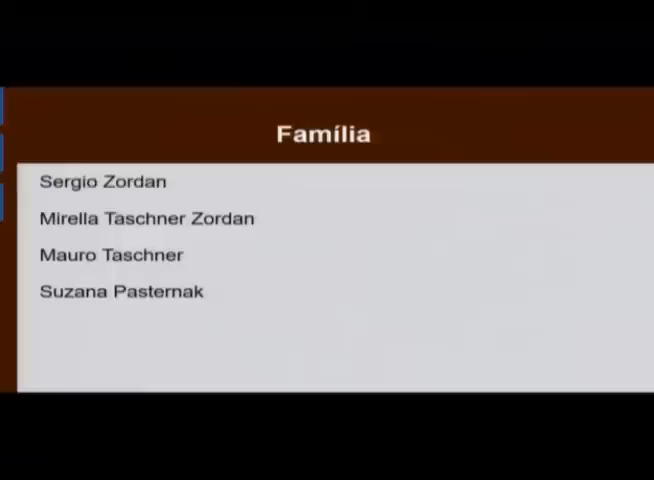 Família
Sergio Zordan
Mirella Taschner Zordan
Mauro Taschner
Suzana Pasternak